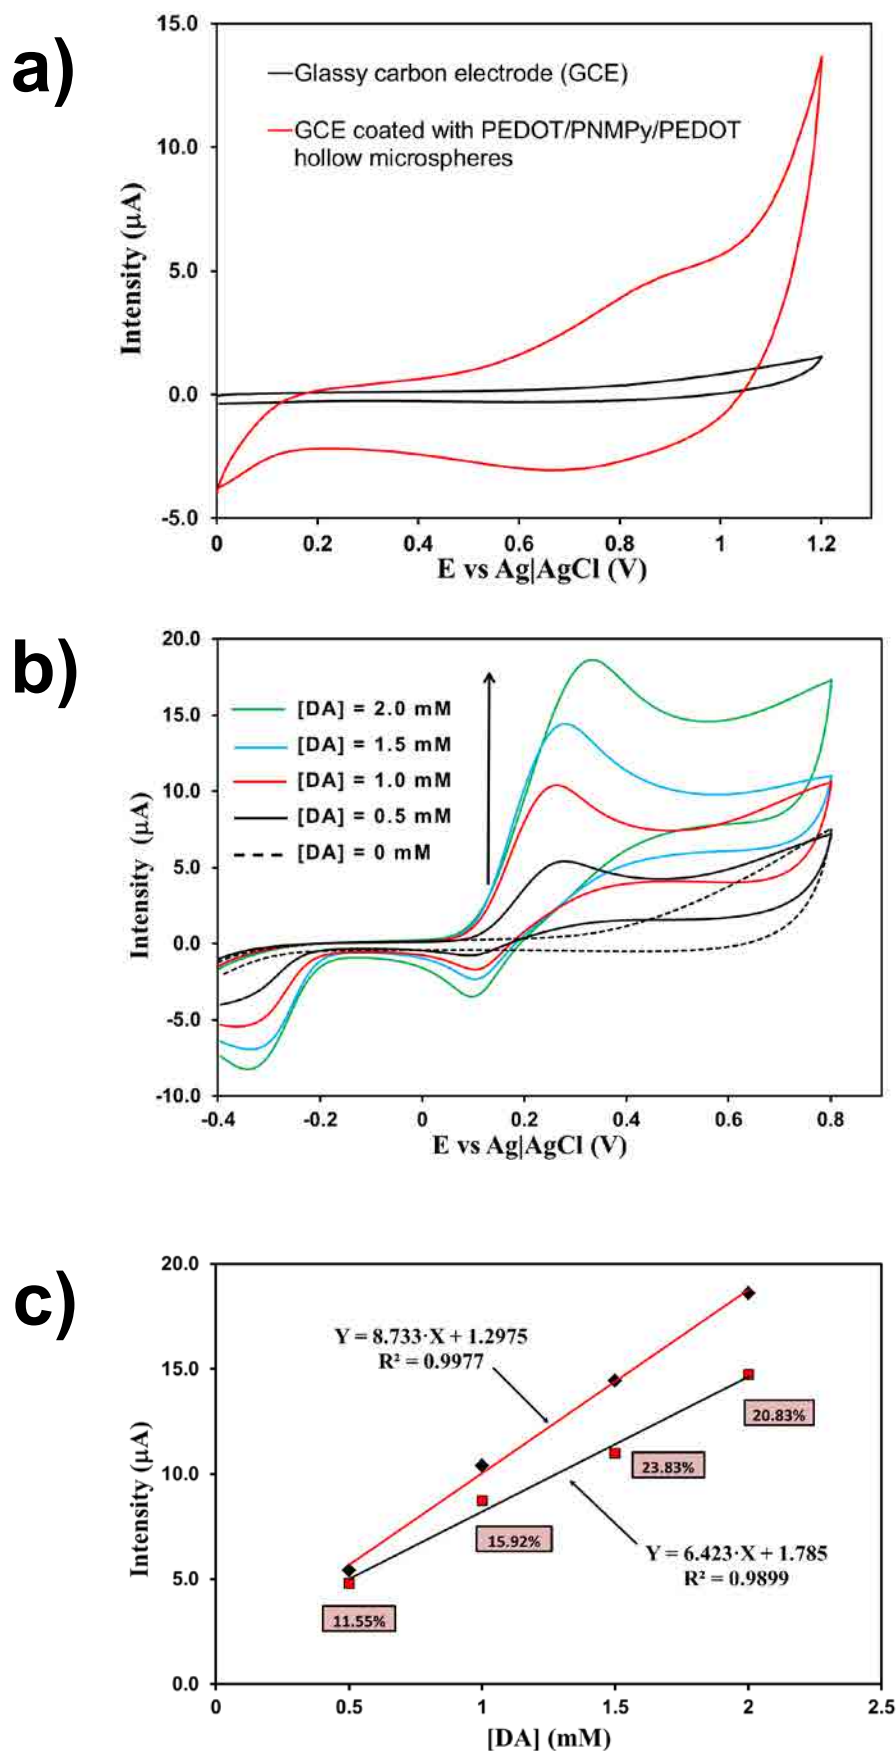 a)
15.0
10.0
5.0
0.0
-5.0
Intensity (µA)
Glassy carbon electrode (GCE)
GCE coated with PEDOT/PNMPy/PEDOT
hollow microspheres
0 0.2 0.4 0.6 0.8 1 1.2
E vs Ag|AgCl (V)
b)
20.0
15.0
10.0
5.0
0.0
-5.0
-10.0
Intensity (µA)
[DA] = 2.0 mM
[DA] = 1.5 mM
[DA] = 1.0 mM
[DA] = 0.5 mM
[DA] = 0 mM
-0.4 -0.2 0 0.2 0.4 0.6 0.8
E vs Ag|AgCl (V)
c)
20.0
15.0
10.0
5.0
0.0
Intensity (µA)
Y = 8.733·X + 1.2975
R² = 0.9977
20.83%
23.83%
15.92%
Y = 6.423·X + 1.785
R² = 0.9899
11.55%
0 0.5 1 1.5 2 2.5
[DA] (mM)